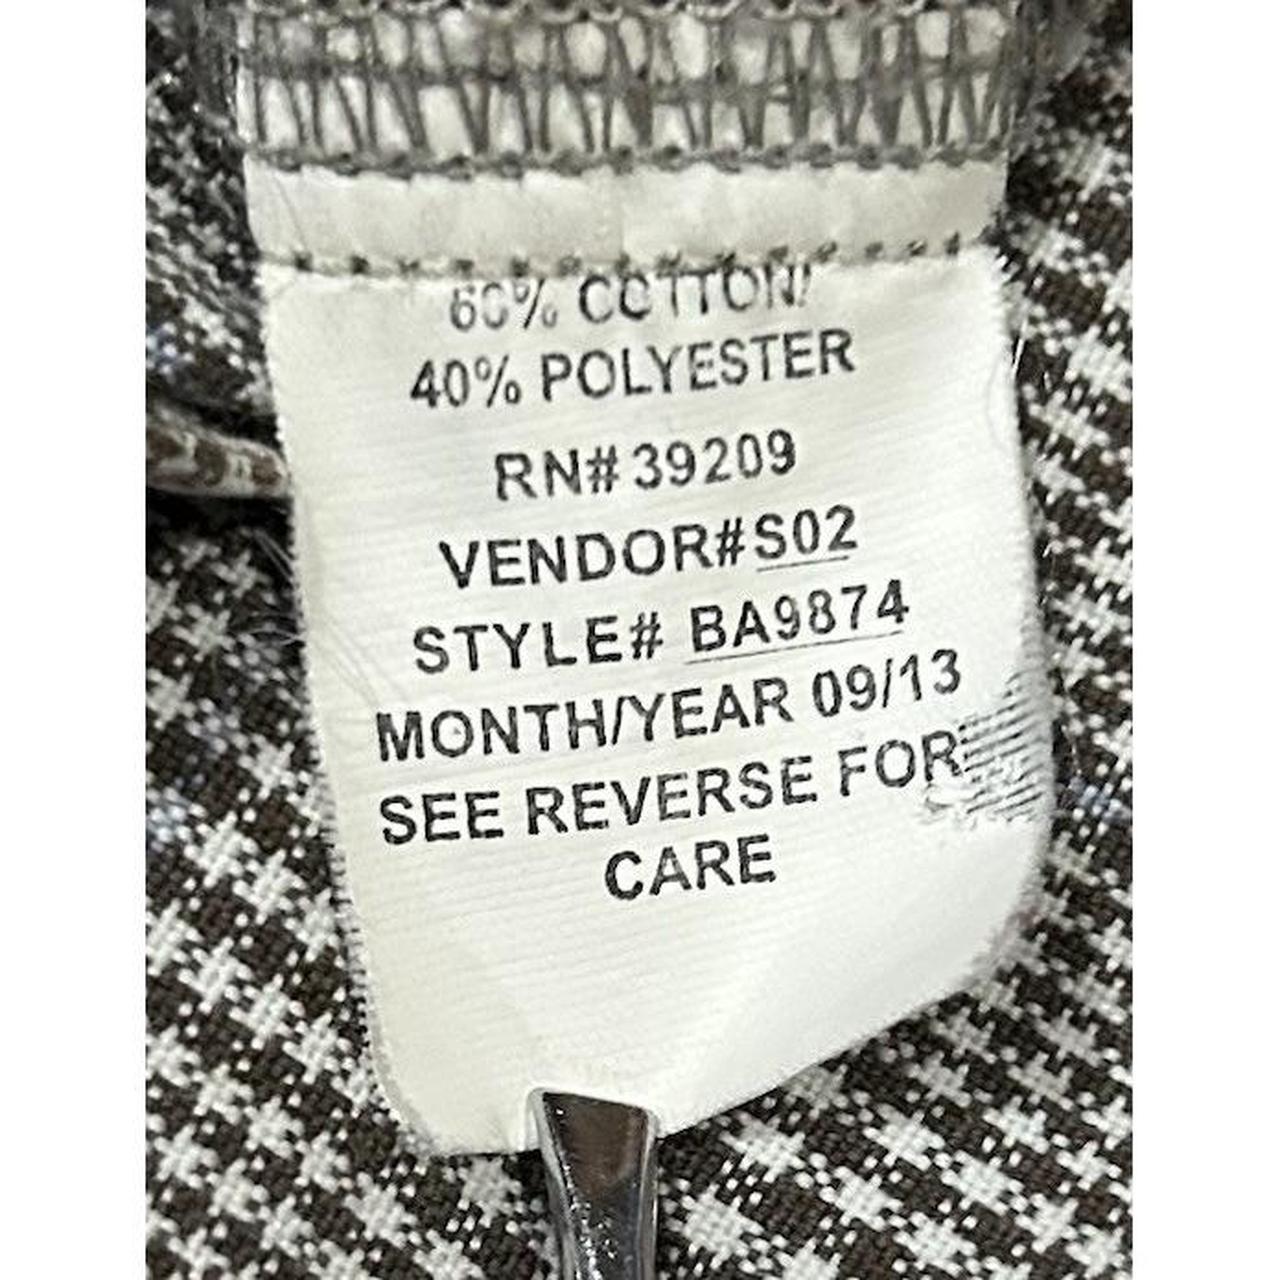 60% COTTON/
40% POLYESTER
RN# 39209
VENDOR# S02
STYLE# BA9874
MONTH/YEAR 09/13
SEE REVERSE FOR
CARE